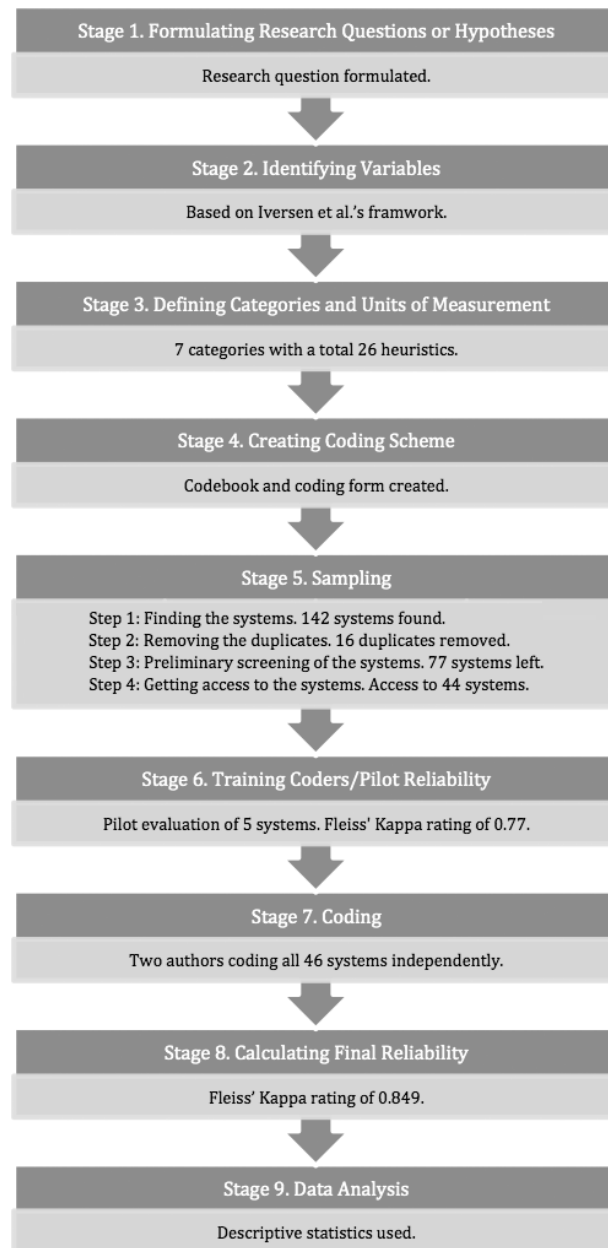 Stage 1. Formulating Research Questions or Hypotheses
Research question formulated.
Stage 2. Identifying Variables
Based on Iversen et al.'s framwork.
Stage 3. Defining Categories and Units of Measurement
7 categories with a total 26 heuristics.
Stage 4. Creating Coding Scheme
Codebook and coding form created.
Stage 5. Sampling
Step 1: Finding the systems. 142 systems found.
Step 2: Removing the duplicates. 16 duplicates removed.
Step 3: Preliminary screening of the systems. 77 systems left.
Step 4: Getting access to the systems. Access to 44 systems.
Stage 6. Training Coders/Pilot Reliability
Pilot evaluation of 5 systems. Fleiss' Kappa rating of 0.77.
Stage 7. Coding
Two authors coding all 46 systems independently.
Stage 8. Calculating Final Reliability
Fleiss’ Kappa rating of 0.849.
Stage 9. Data Analysis
Descriptive statistics used.